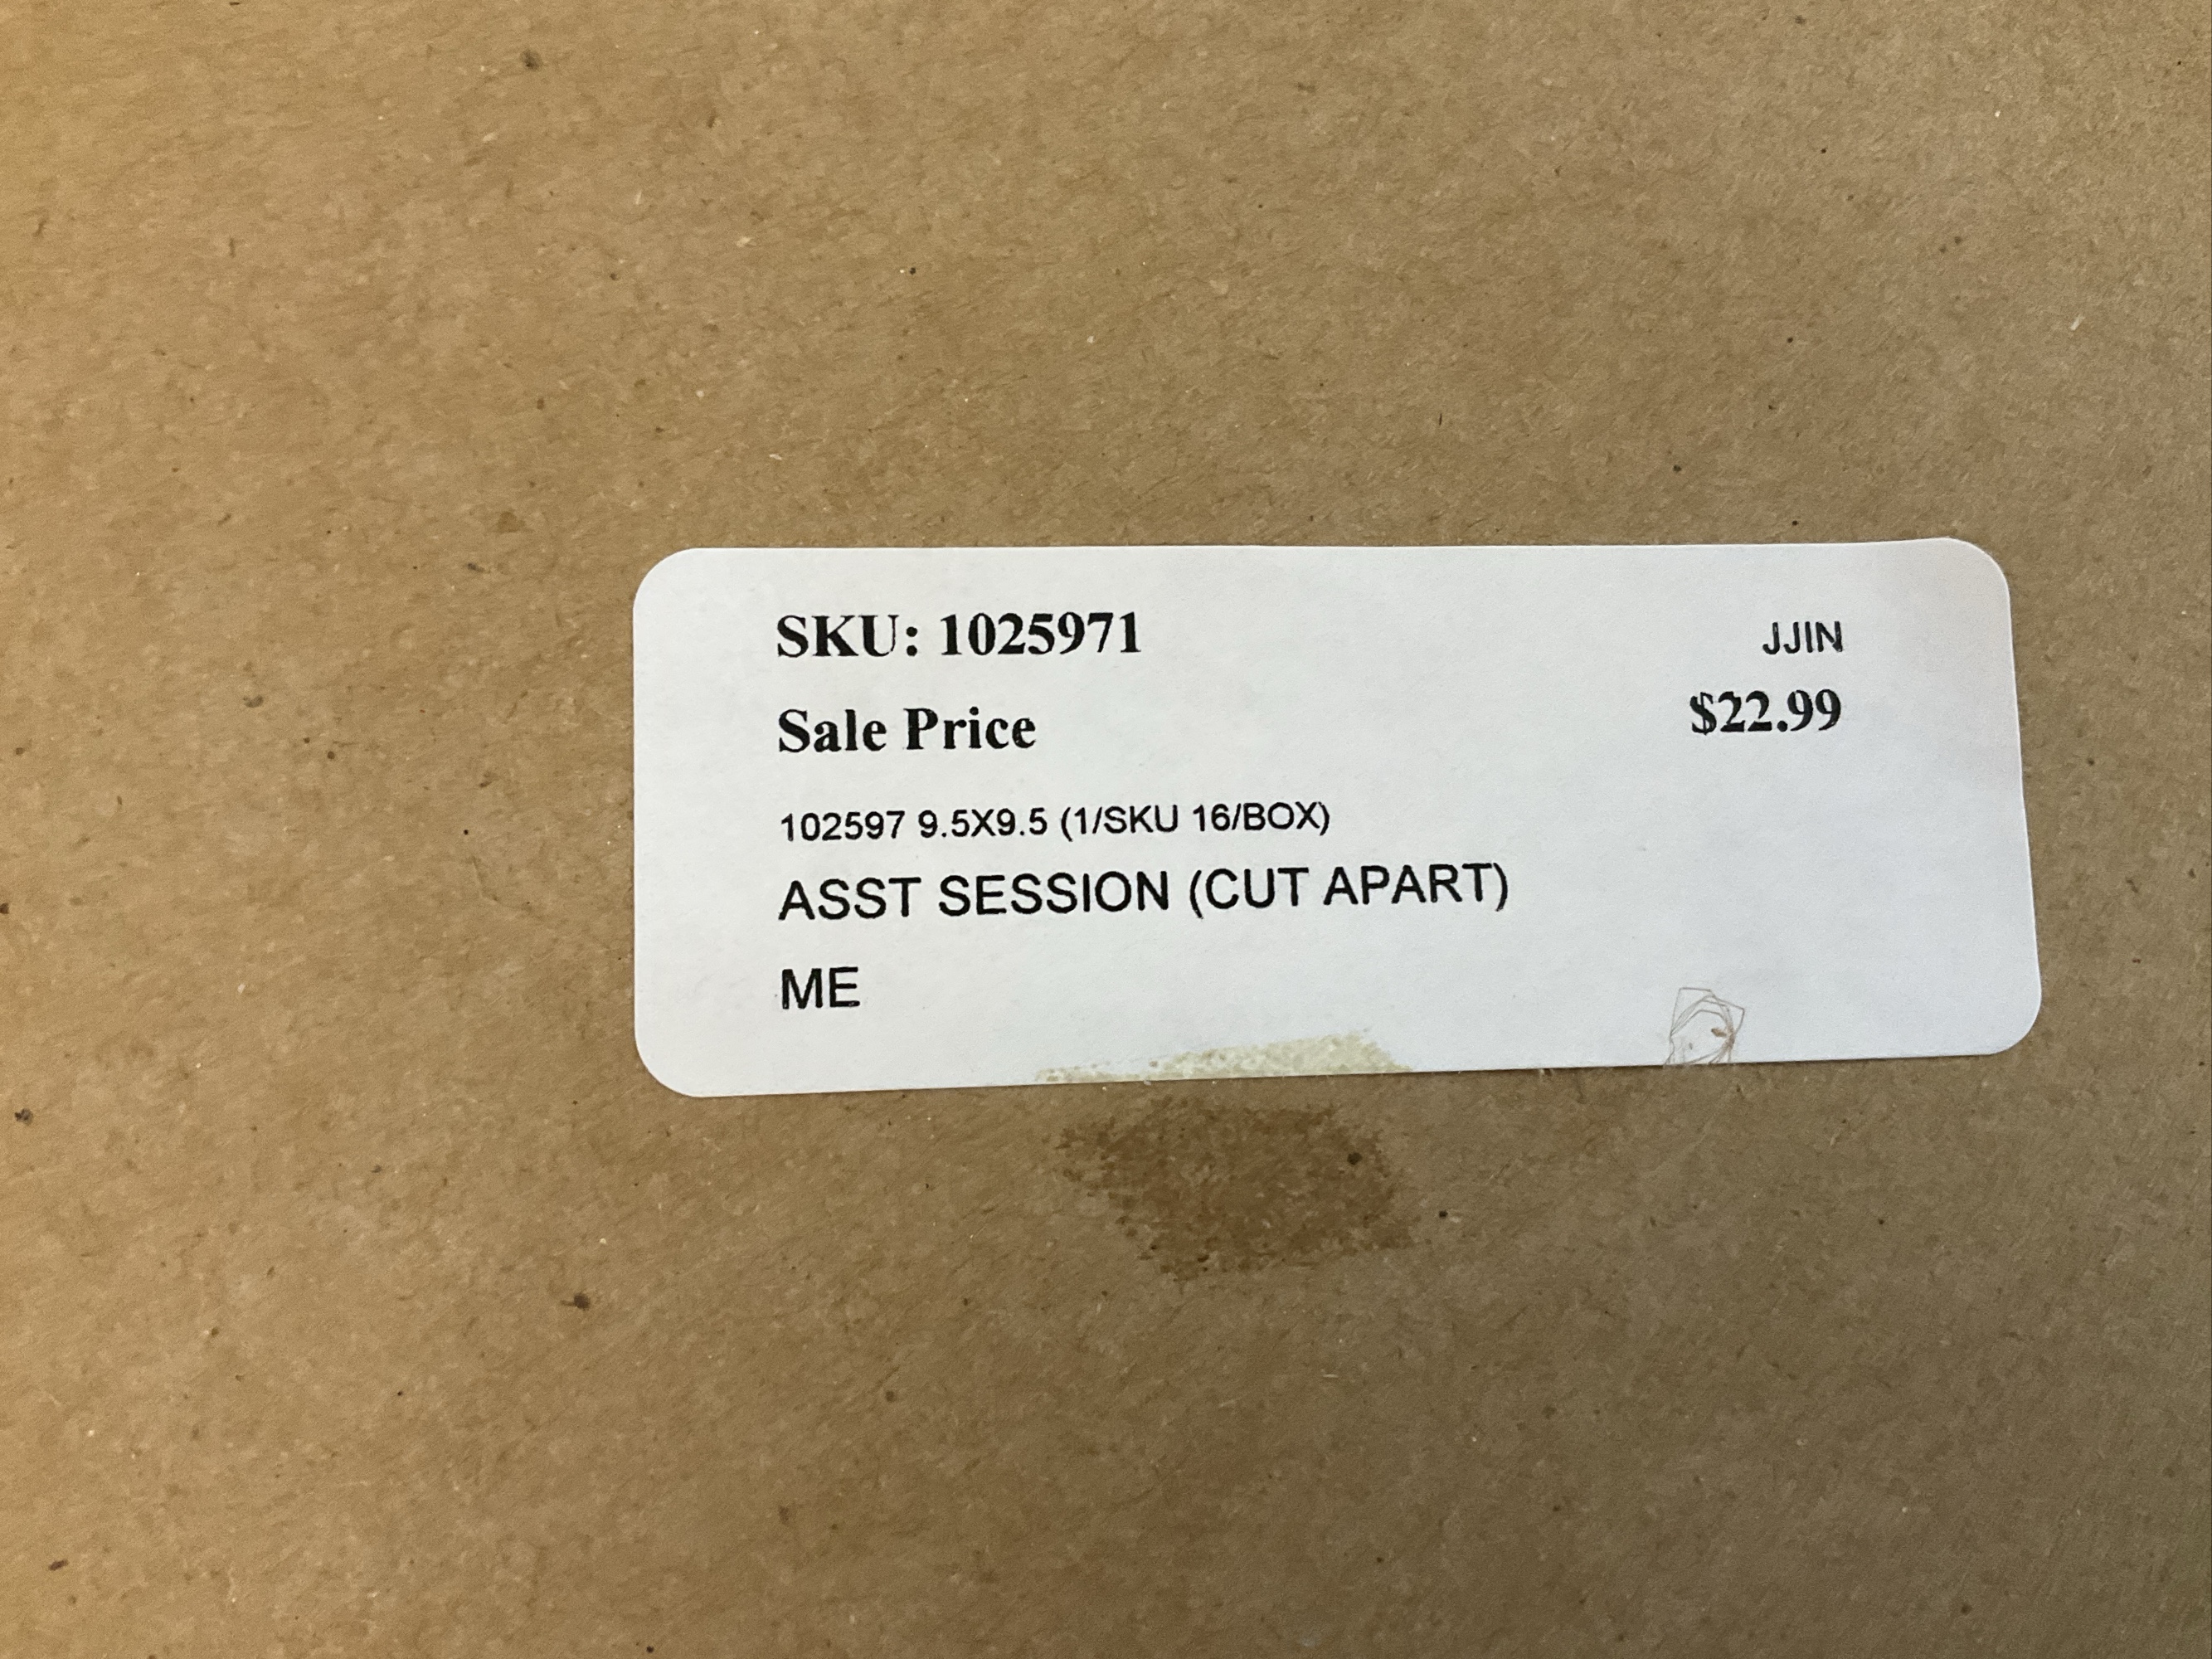 SKU: 1025971 JJIN
Sale Price $22.99
102597 9.5X9.5 (1/SKU 16/BOX)
ASST SESSION (CUT APART)
ME